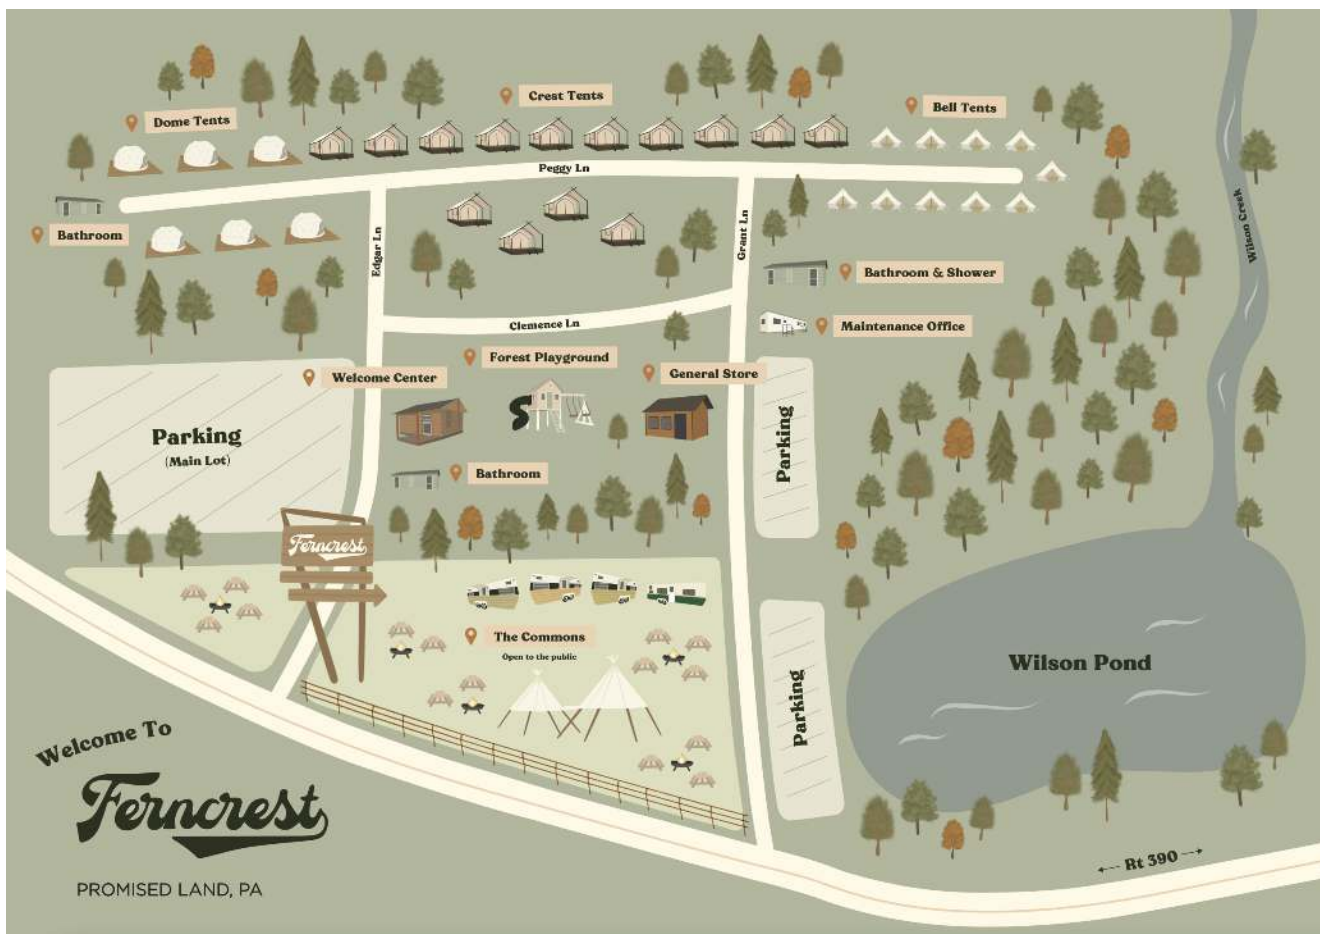 Crest Tents
Bell Tents
Dome Tents
Peggy Ln
Wilson Creek
Bathroom
Edgar Ln
Grant Ln
Bathroom & Shower
Clemence Ln
Maintenance Office
Forest Playground
Welcome Center
General Store
Parking
(Main Lot)
Parking
Bathroom
Ferncrest
The Commons
Open to the public
Wilson Pond
Parking
Welcome To
Ferncrest
PROMISED LAND, PA
Rt 390